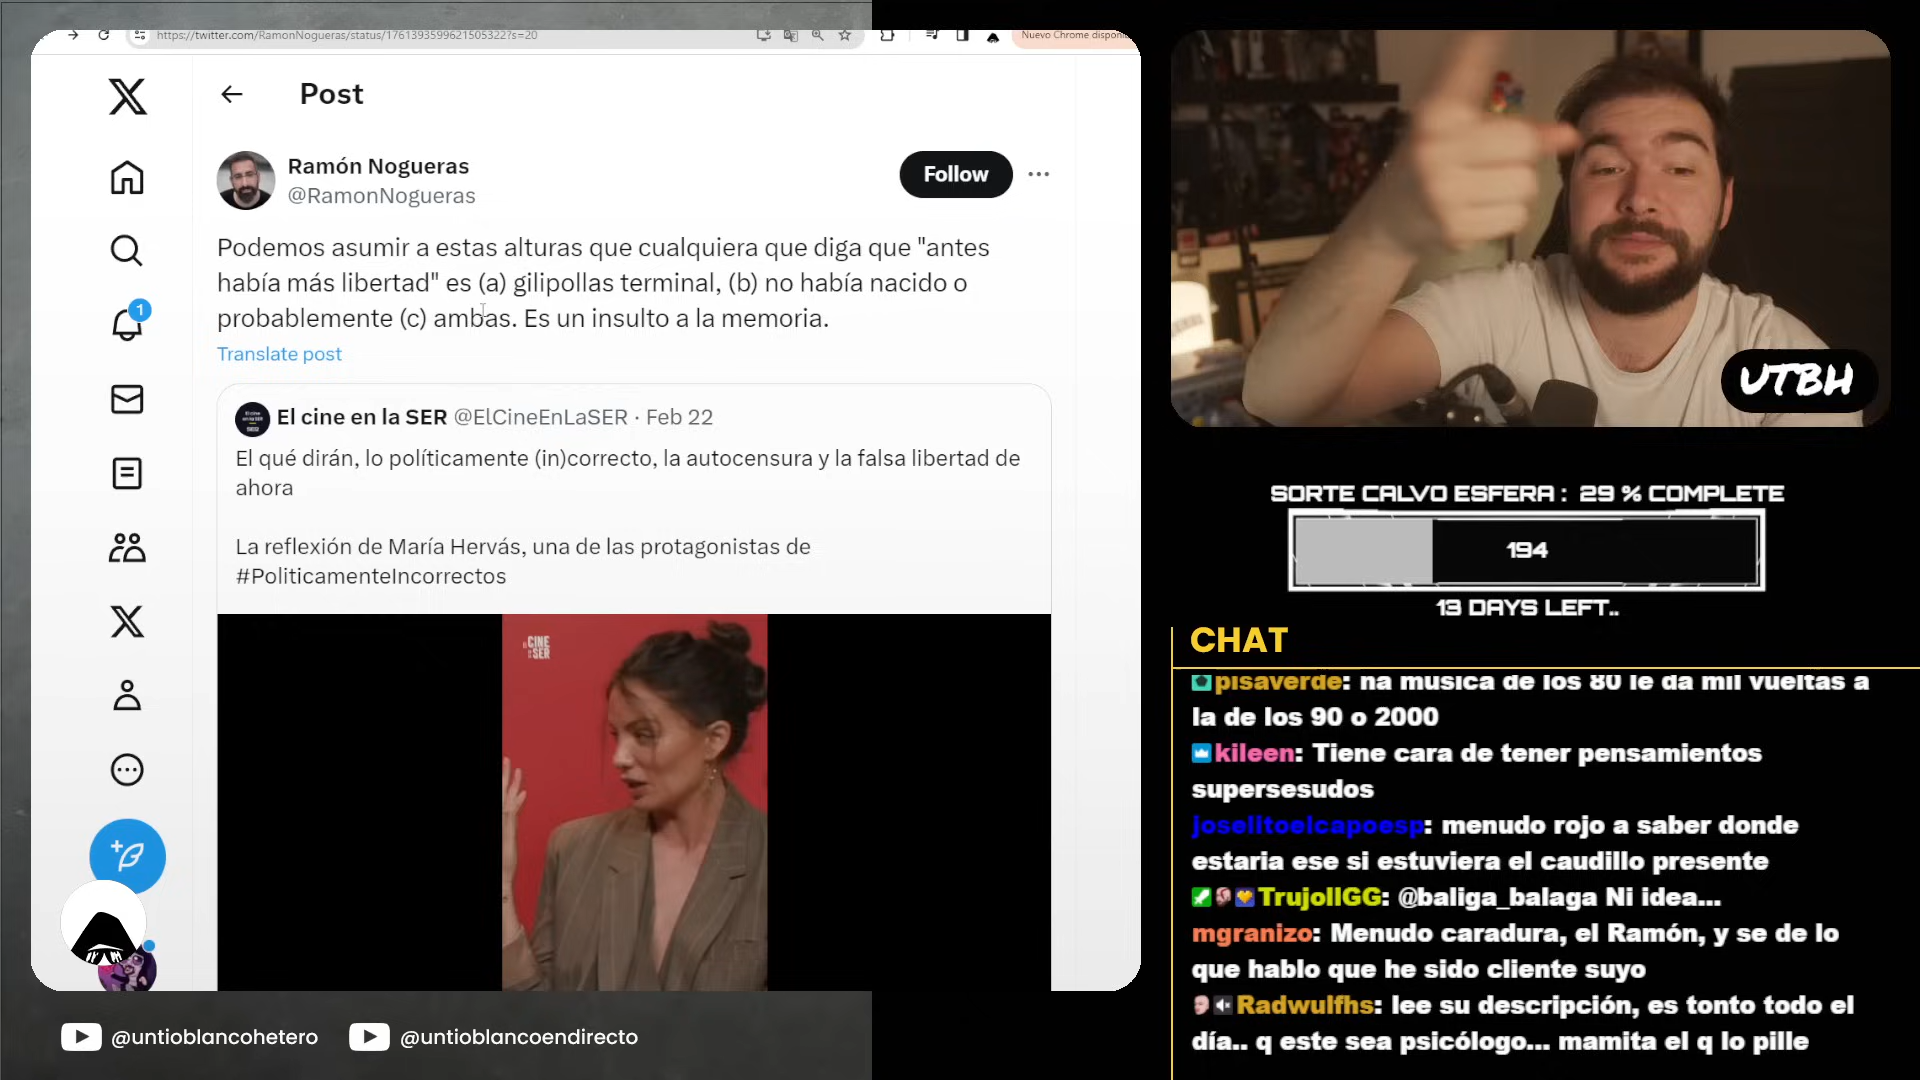 https://twitter.com/RamonNogueras/status/1761393599621505322?s=20
Nuevo Chrome disponib
Post
Ramón Nogueras
@RamonNogueras
Follow
Podemos asumir a estas alturas que cualquiera que diga que "antes
había más libertad" es (a) gilipollas terminal, (b) no había nacido o
probablemente (c) ambas. Es un insulto a la memoria.
Translate post
1
El cine en la SER @ElCineEnLaSER · Feb 22
El qué dirán, lo políticamente (in)correcto, la autocensura y la falsa libertad de
ahora
La reflexión de María Hervás, una de las protagonistas de
#PoliticamenteIncorrectos
CINE
SER
@untioblancohetero
@untioblancoendirecto
UTBH
SORTE CALVO ESFERA : 29 % COMPLETE
194
13 DAYS LEFT..
CHAT
pisaverde: na musica de los 80 le da mil vueltas a
la de los 90 o 2000
kileen: Tiene cara de tener pensamientos
supersesudos
joselitoelcapoesp: menudo rojo a saber donde
estaria ese si estuviera el caudillo presente
TrujollGG: @baliga_balaga Ni idea...
mgranizo: Menudo caradura, el Ramón, y se de lo
que hablo que he sido cliente suyo
Radwulfhs: lee su descripción, es tonto todo el
día.. q este sea psicólogo... mamita el q lo pille